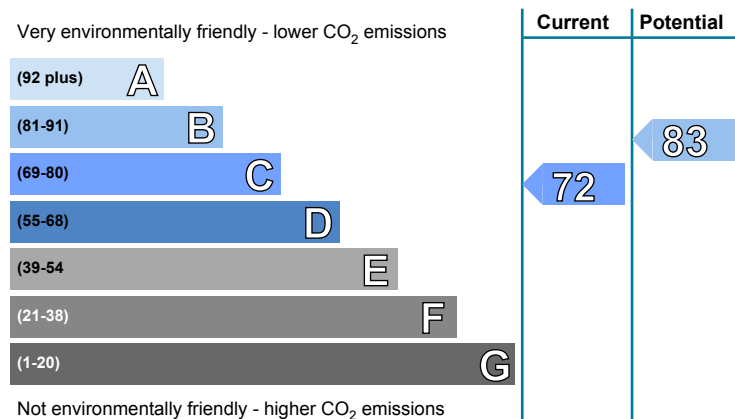 Very environmentally friendly - lower CO2 emissions
Current
Potential
(92 plus) A
(81-91) B
(69-80) C
(55-68) D
(39-54 E
(21-38) F
(1-20) G
72
83
Not environmentally friendly - higher CO2 emissions